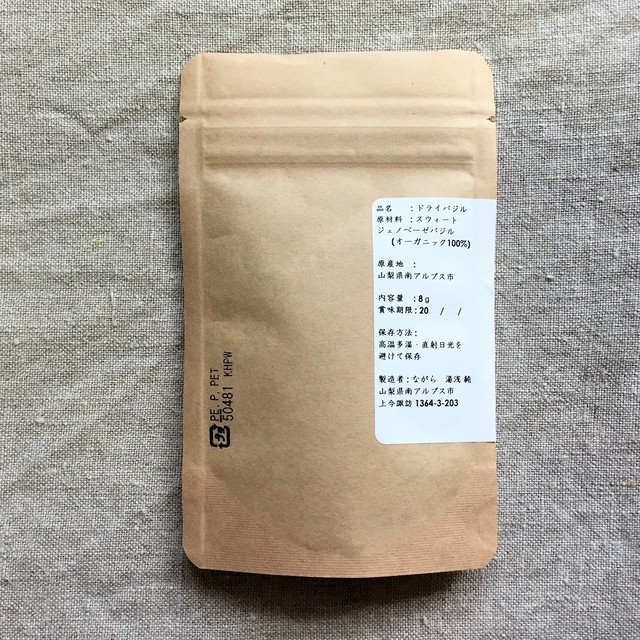 品名　：ドライバジル
原材料：スウィート
ジェノベーゼバジル
(オーガニック100%)
原産地　：
山梨県南アルプス市
内容量　：8g
賞味期限：20　/　/
保存方法：
高温多湿・直射日光を
避けて保存
製造者：ながら　湯浅 純
山梨県南アルプス市
上今諏訪 1364-3-203
PE, P, PET
50481 KHPW
プラ